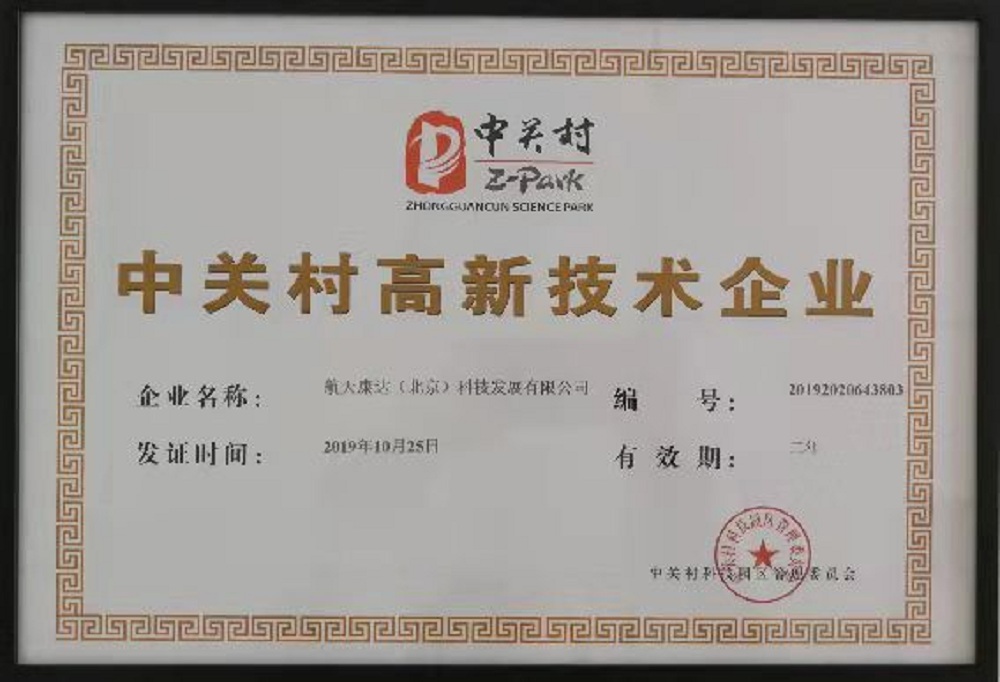 中关村
Z-Park
ZHONGGUANCUN SCIENCE PARK
中关村高新技术企业
企业名称： 航天康达（北京）科技发展有限公司 编 号： 20192020643803
发证时间： 2019年10月25日 有 效 期： 三年
中关村科技园区管理委员会